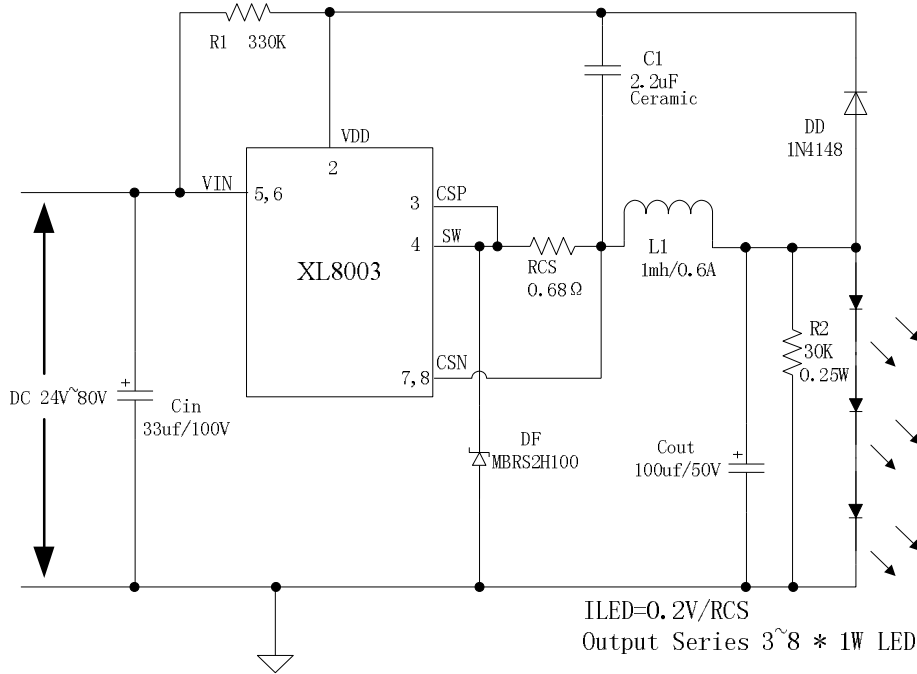 R1 330K
C1
2.2uF
Ceramic
DD
1N4148
VDD
2
VIN
5,6
3
CSP
4
SW
XL8003
RCS
0.68Ω
L1
1mh/0.6A
R2
30K
0.25W
CSN
7,8
DC 24V~80V
+
Cin
33uf/100V
DF
MBRS2H100
Cout
100uf/50V
+
ILED=0.2V/RCS
Output Series 3~8 * 1W LED